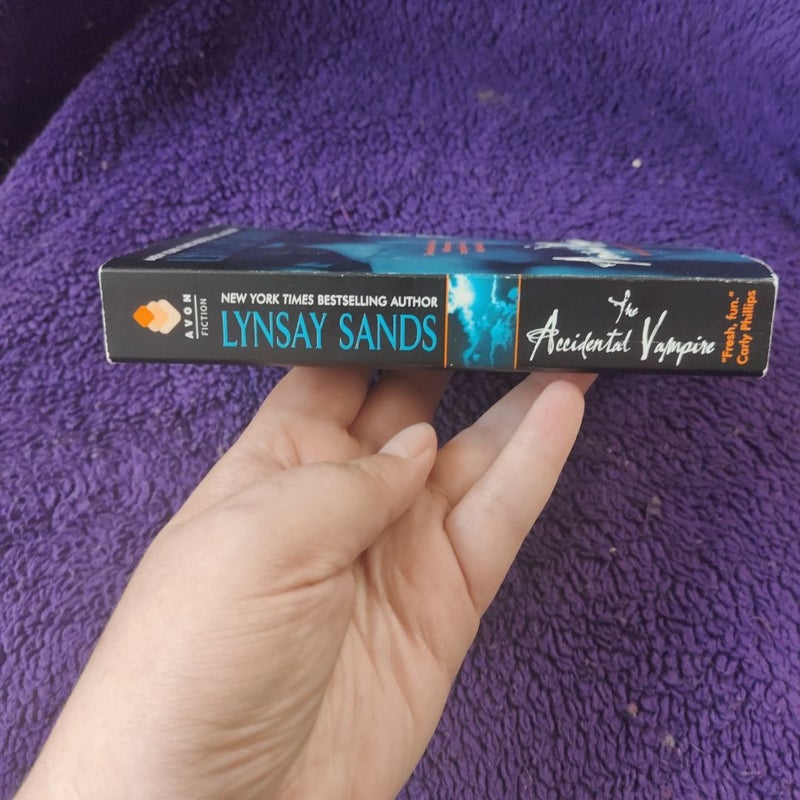 AVON
FICTION
NEW YORK TIMES BESTSELLING AUTHOR
LYNSAY SANDS
The
Accidental Vampire
"Fresh, fun."
Carly Phillips